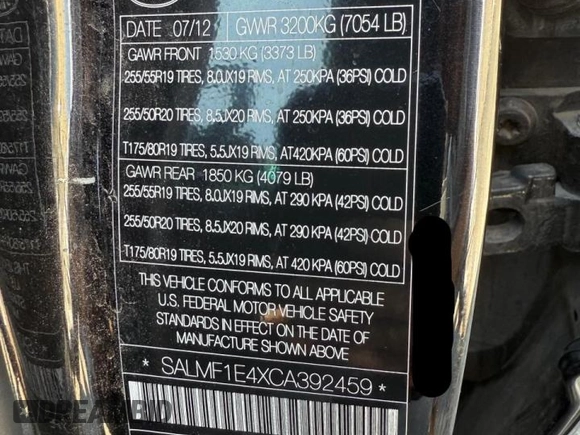 DATE 07/12 GVWR 3200KG (7054 LB)
GAWR FRONT 1530 KG (3373 LB)
255/55R19 TIRES, 8.0JX19 RIMS, AT 250KPA (36PSI) COLD
255/50R20 TIRES, 8.5JX20 RIMS, AT 250KPA (36PSI) COLD
T175/80R19 TIRES, 5.5JX19 RIMS, AT420KPA (60PSI) COLD
GAWR REAR 1850 KG (4079 LB)
255/55R19 TIRES, 8.0JX19 RIMS, AT 290 KPA (42PSI) COLD
255/50R20 TIRES, 8.5JX20 RIMS, AT 290 KPA (42PSI) COLD
T175/80R19 TIRES, 5.5JX19 RIMS, AT 420 KPA (60PSI) COLD
THIS VEHICLE CONFORMS TO ALL APPLICABLE
U.S. FEDERAL MOTOR VEHICLE SAFETY
STANDARDS IN EFFECT ON THE DATE OF
MANUFACTURE SHOWN ABOVE
* SALMF1E4XCA392459 *